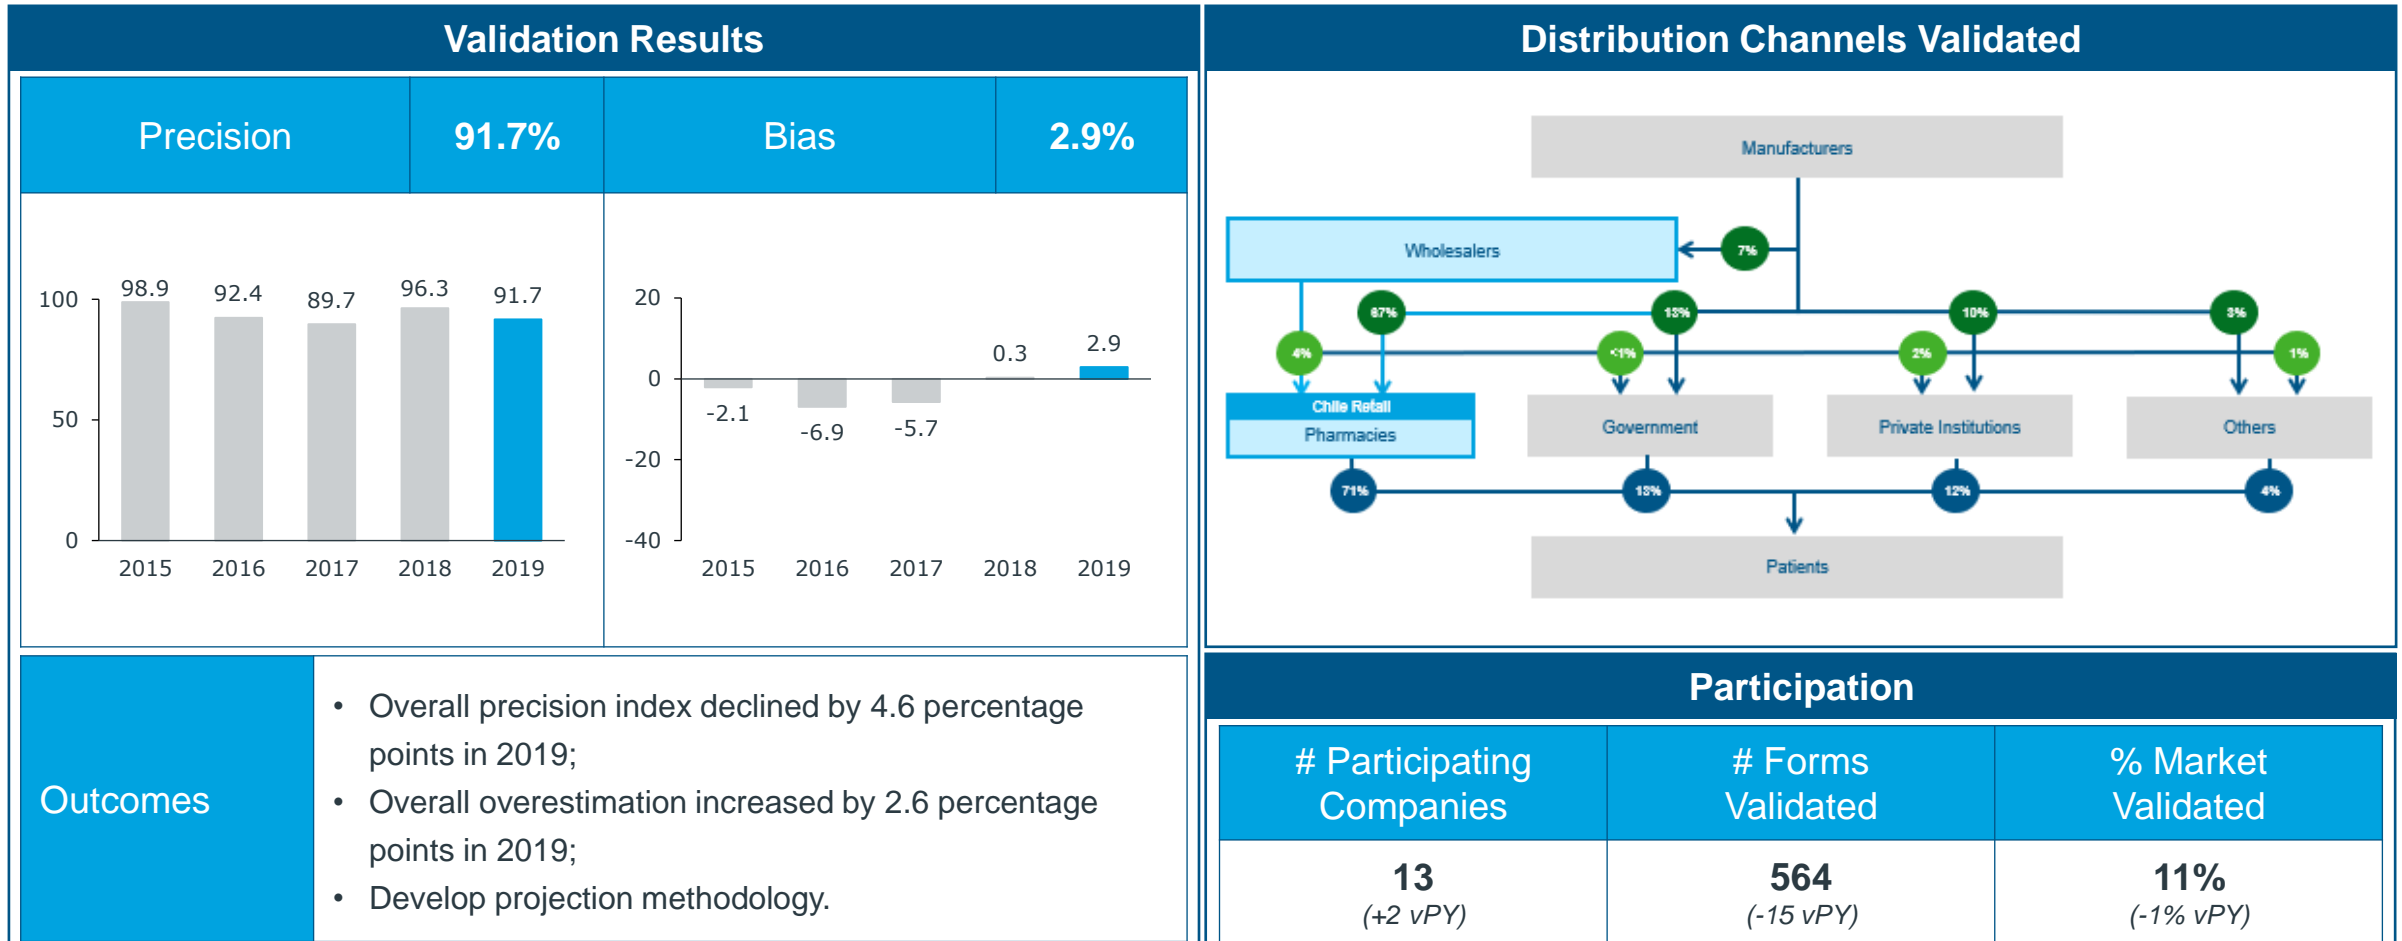 Validation Results
Precision
91.7%
Bias
2.9%
100
50
0
98.9
92.4
89.7
96.3
91.7
2015
2016
2017
2018
2019
20
0
-20
-40
-2.1
-6.9
-5.7
0.3
2.9
2015
2016
2017
2018
2019
Outcomes
• Overall precision index declined by 4.6 percentage
points in 2019;
• Overall overestimation increased by 2.6 percentage
points in 2019;
• Develop projection methodology.
Distribution Channels Validated
Manufacturers
Wholesalers
7%
67%
13%
10%
3%
4%
<1%
2%
1%
Chile Retail
Pharmacies
Government
Private Institutions
Others
71%
13%
12%
4%
Patients
Participation
# Participating
Companies
# Forms
Validated
% Market
Validated
13
(+2 vPY)
564
(-15 vPY)
11%
(-1% vPY)